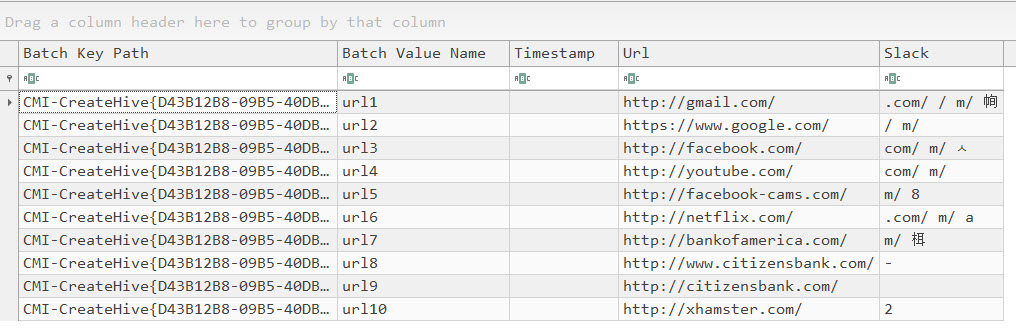 Drag a column header here to group by that column
Batch Key Path Batch Value Name Timestamp Url Slack
ABC ABC ABC ABC ABC
CMI-CreateHive{D43B12B8-09B5-40DB… url1 http://gmail.com/ .com/ / m/ 帩
CMI-CreateHive{D43B12B8-09B5-40DB… url2 https://www.google.com/ / m/
CMI-CreateHive{D43B12B8-09B5-40DB… url3 http://facebook.com/ com/ m/ ㅅ
CMI-CreateHive{D43B12B8-09B5-40DB… url4 http://youtube.com/ com/ m/
CMI-CreateHive{D43B12B8-09B5-40DB… url5 http://facebook-cams.com/ m/ 8
CMI-CreateHive{D43B12B8-09B5-40DB… url6 http://netflix.com/ .com/ m/ a
CMI-CreateHive{D43B12B8-09B5-40DB… url7 http://bankofamerica.com/ m/ 栮
CMI-CreateHive{D43B12B8-09B5-40DB… url8 http://www.citizensbank.com/ -
CMI-CreateHive{D43B12B8-09B5-40DB… url9 http://citizensbank.com/
CMI-CreateHive{D43B12B8-09B5-40DB… url10 http://xhamster.com/ 2